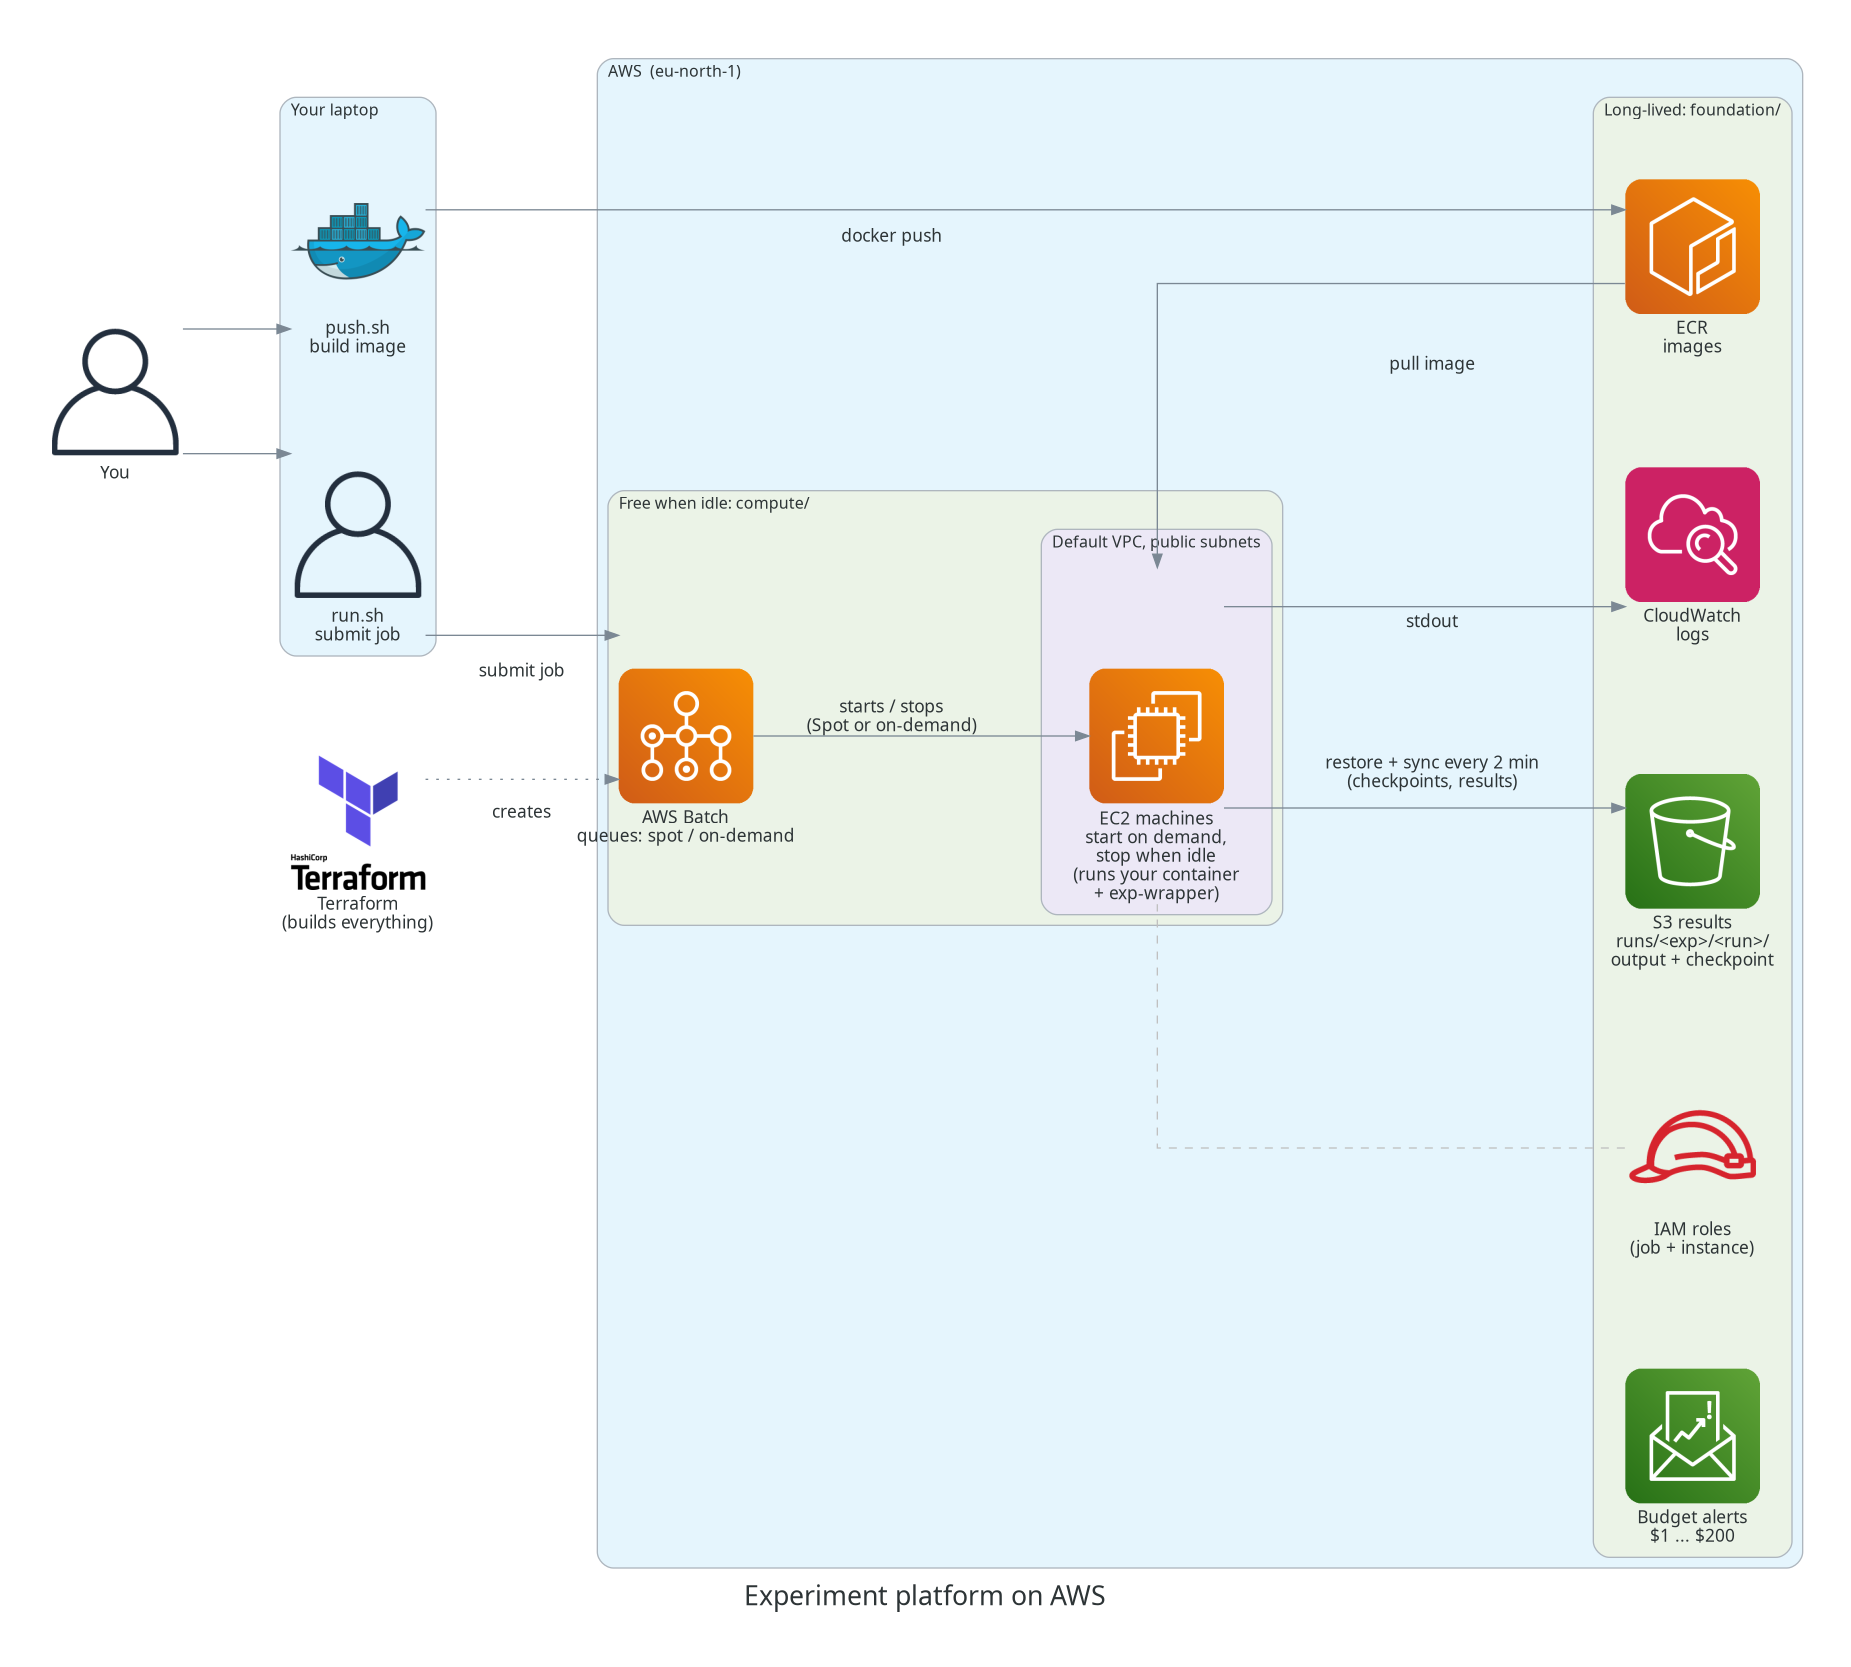 AWS  (eu-north-1)
Your laptop
Long-lived: foundation/
docker push
push.sh
build image
ECR
images
pull image
You
Free when idle: compute/
Default VPC, public subnets
run.sh
submit job
CloudWatch
logs
stdout
submit job
starts / stops
(Spot or on-demand)
restore + sync every 2 min
(checkpoints, results)
creates
AWS Batch
queues: spot / on-demand
EC2 machines
start on demand,
stop when idle
(runs your container
+ exp-wrapper)
HashiCorp
Terraform
Terraform
(builds everything)
S3 results
runs/<exp>/<run>/
output + checkpoint
IAM roles
(job + instance)
Budget alerts
$1 ... $200
Experiment platform on AWS